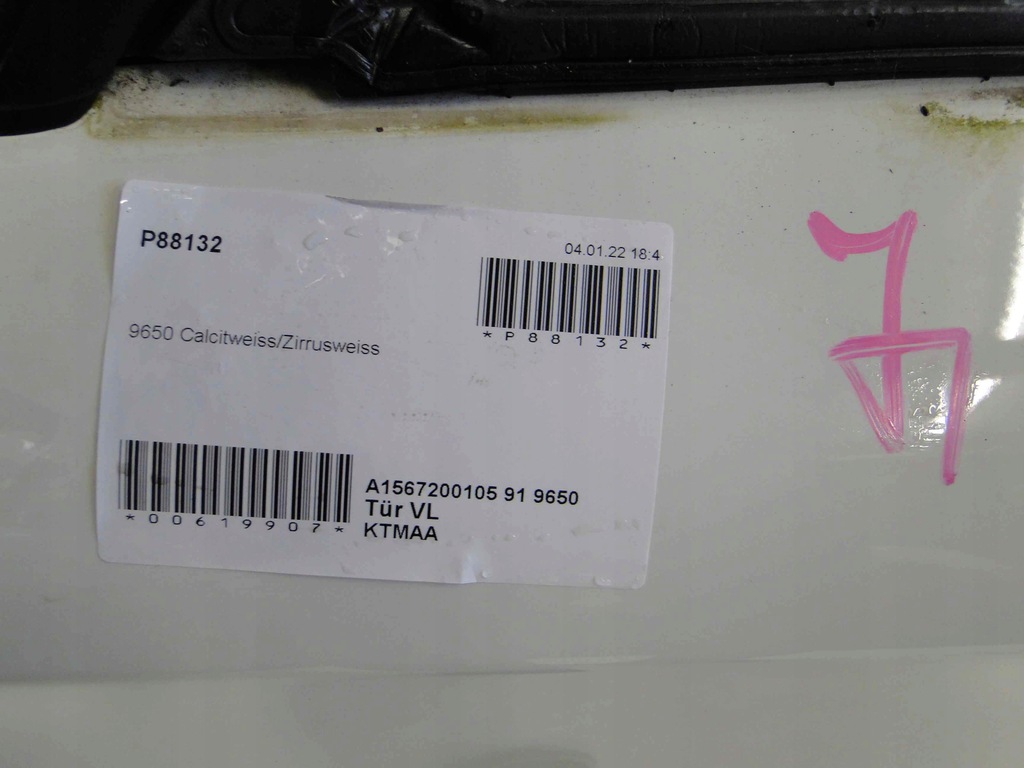 P88132
04.01.22 18:4
*P88132*
9650 Calcitweiss/Zirrusweiss
*00619907*
A1567200105 91 9650
Tür VL
KTMAA